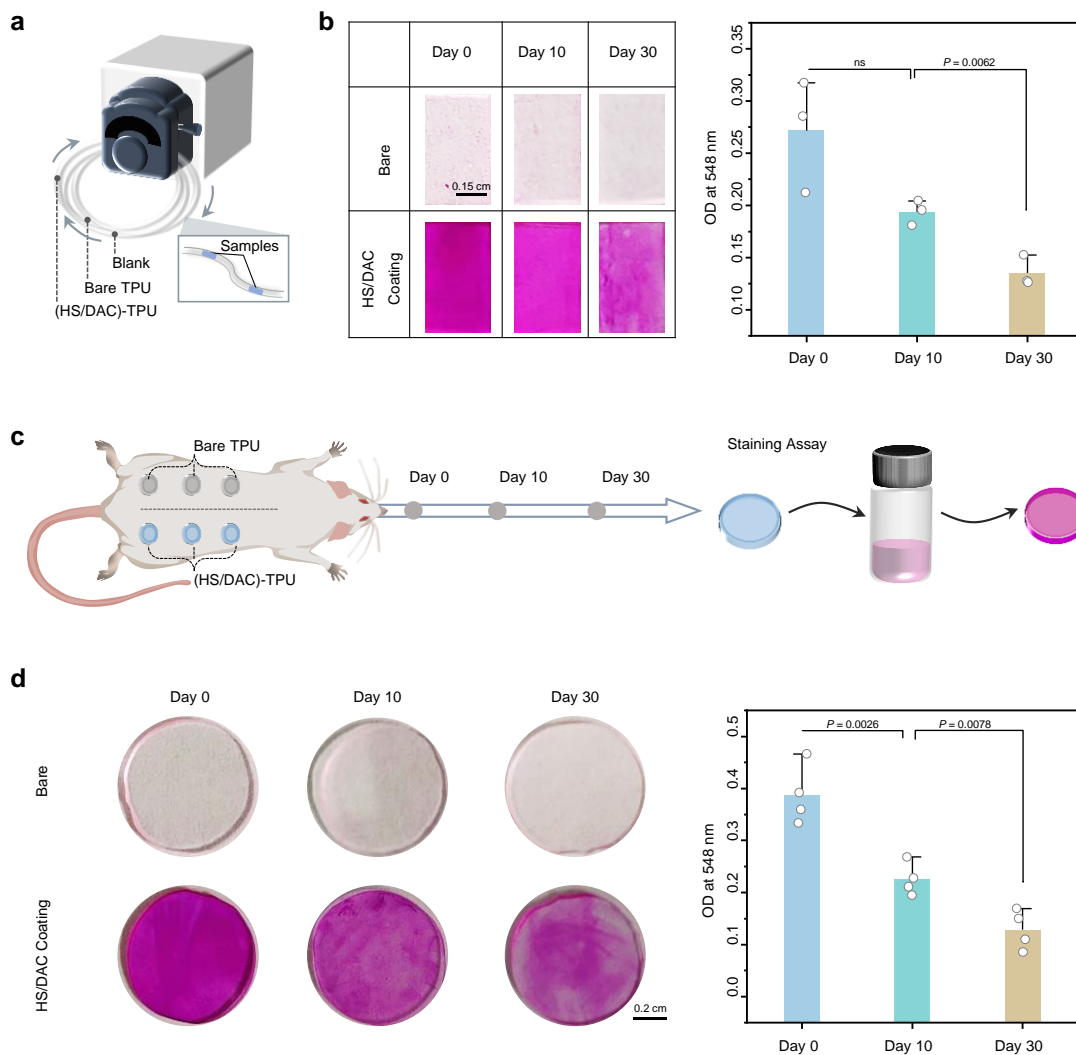 a
Blank
Bare TPU
(HS/DAC)-TPU
Samples
b
Day 0
Day 10
Day 30
Bare
0.15 cm
HS/DAC
Coating
OD at 548 nm
0.35
0.30
0.25
0.20
0.15
0.10
ns
P = 0.0062
Day 0
Day 10
Day 30
c
Bare TPU
(HS/DAC)-TPU
Day 0
Day 10
Day 30
Staining Assay
d
Day 0
Day 10
Day 30
Bare
HS/DAC Coating
0.2 cm
OD at 548 nm
0.5
0.4
0.3
0.2
0.1
0.0
P = 0.0026
P = 0.0078
Day 0
Day 10
Day 30